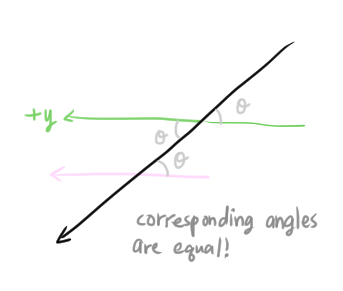 θ
+y
θ
θ
corresponding angles
are equal!